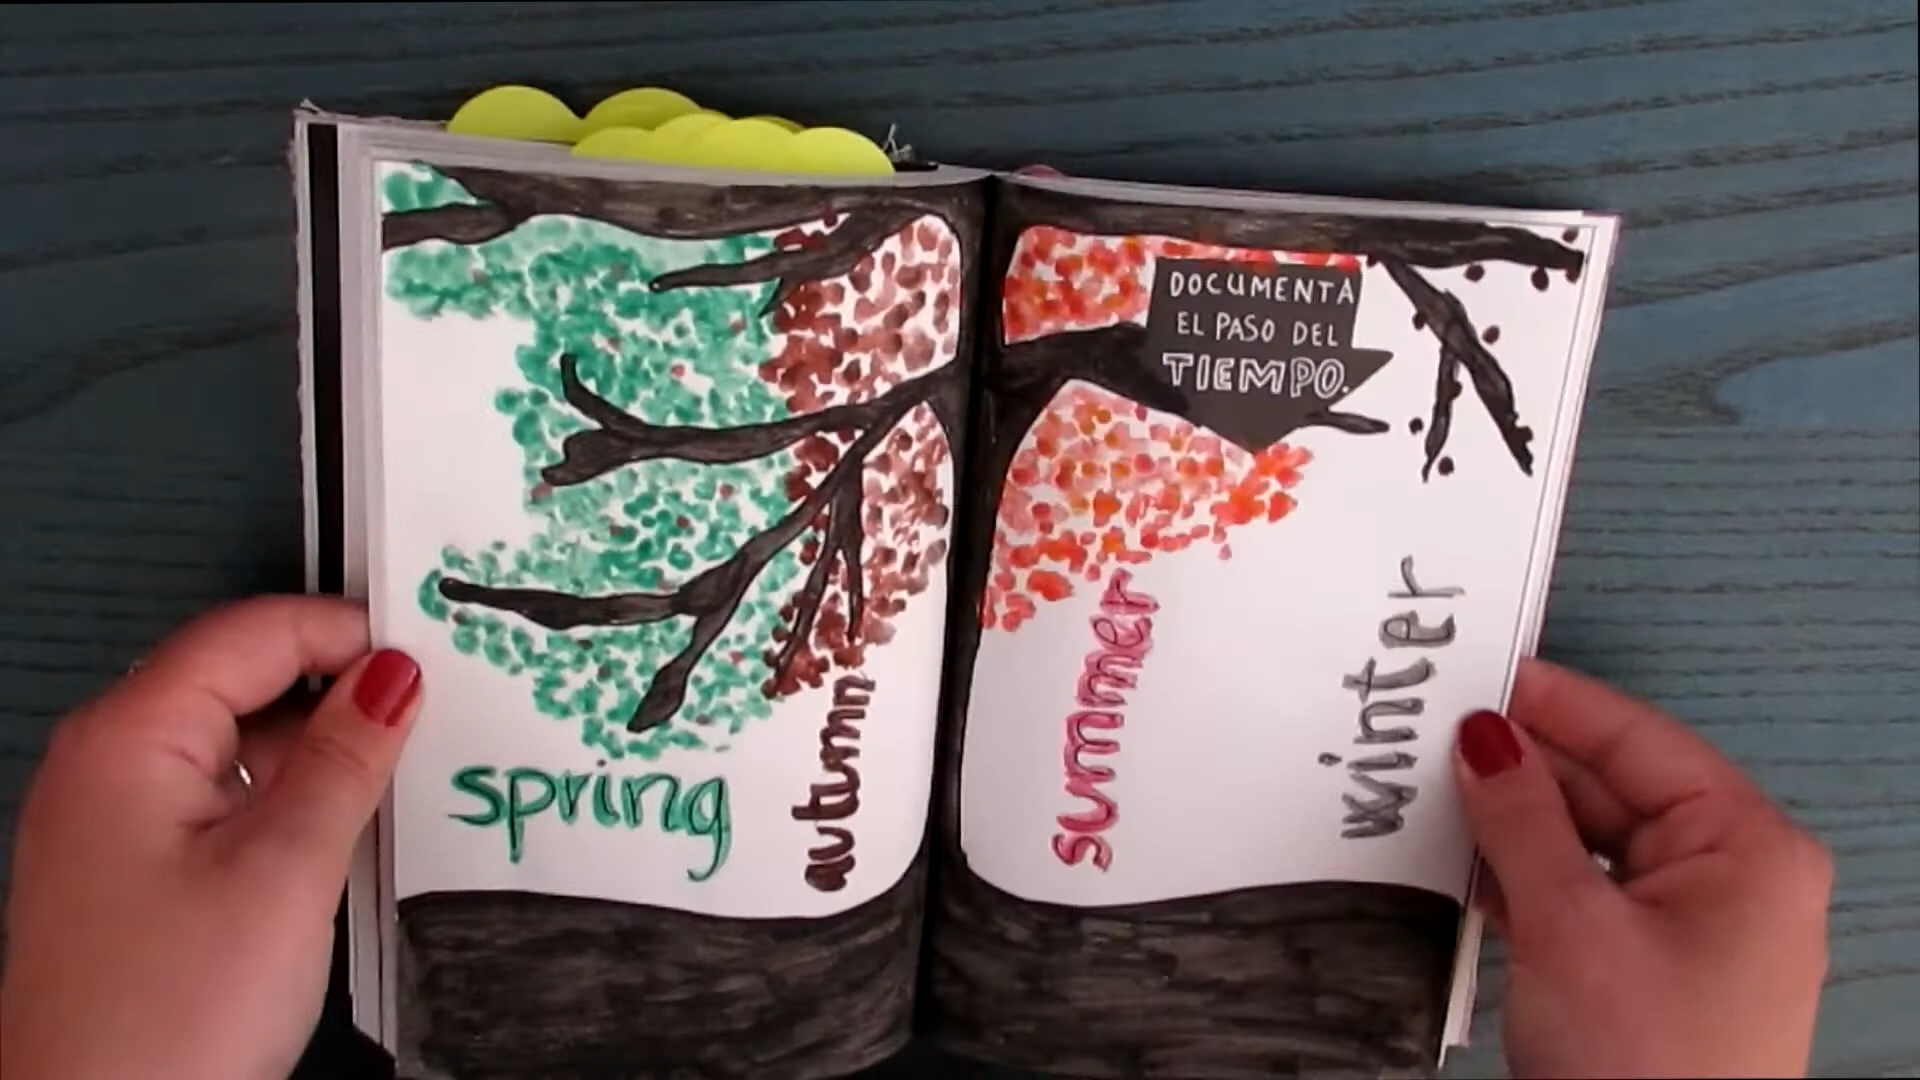 spring
autumn
DOCUMENTA
EL PASO DEL
TIEMPO.
summer
winter